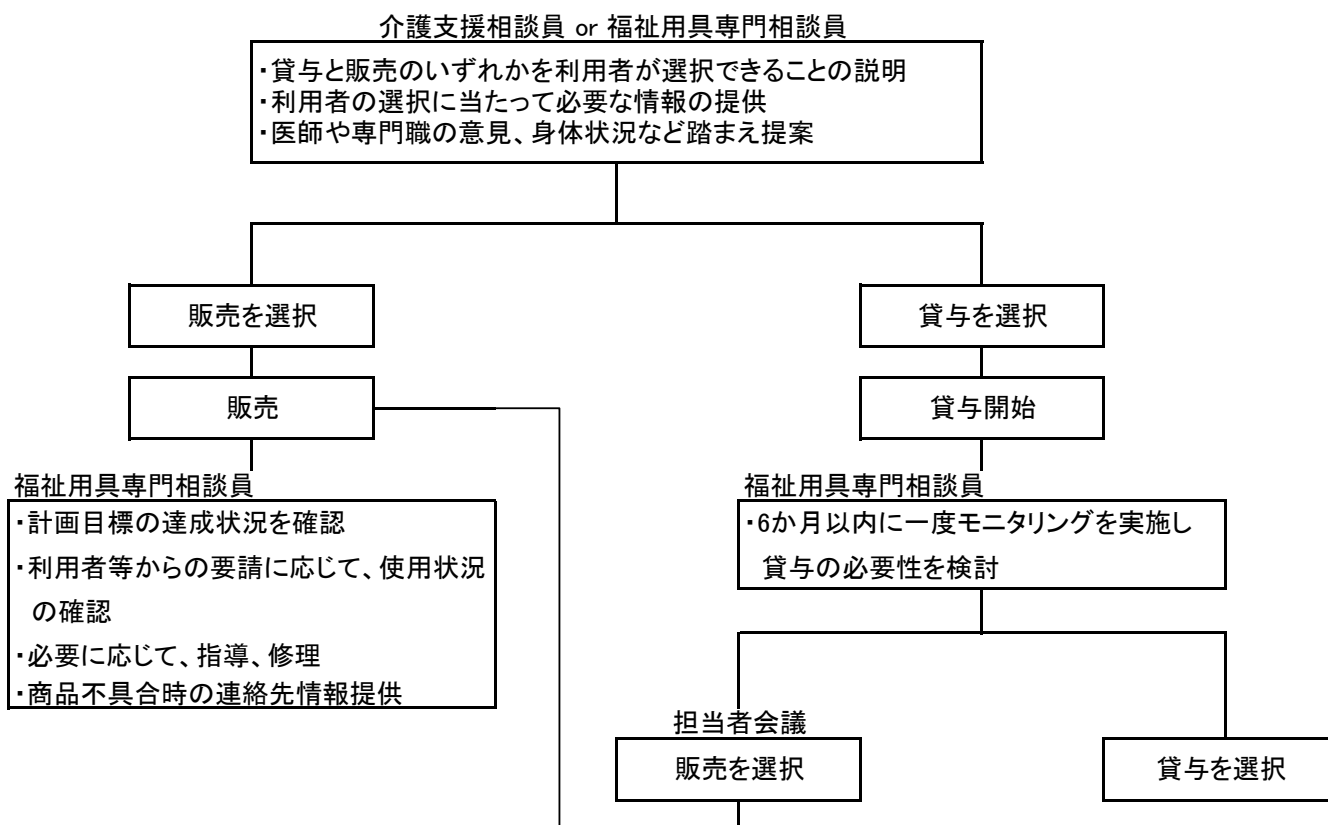 介護支援相談員 or 福祉用具専門相談員
・貸与と販売のいずれかを利用者が選択できることの説明
・利用者の選択に当たって必要な情報の提供
・医師や専門職の意見、身体状況など踏まえ提案
販売を選択
貸与を選択
販売
貸与開始
福祉用具専門相談員
・計画目標の達成状況を確認
・利用者等からの要請に応じて、使用状況
の確認
・必要に応じて、指導、修理
・商品不具合時の連絡先情報提供
福祉用具専門相談員
・6か月以内に一度モニタリングを実施し
貸与の必要性を検討
担当者会議
販売を選択
貸与を選択